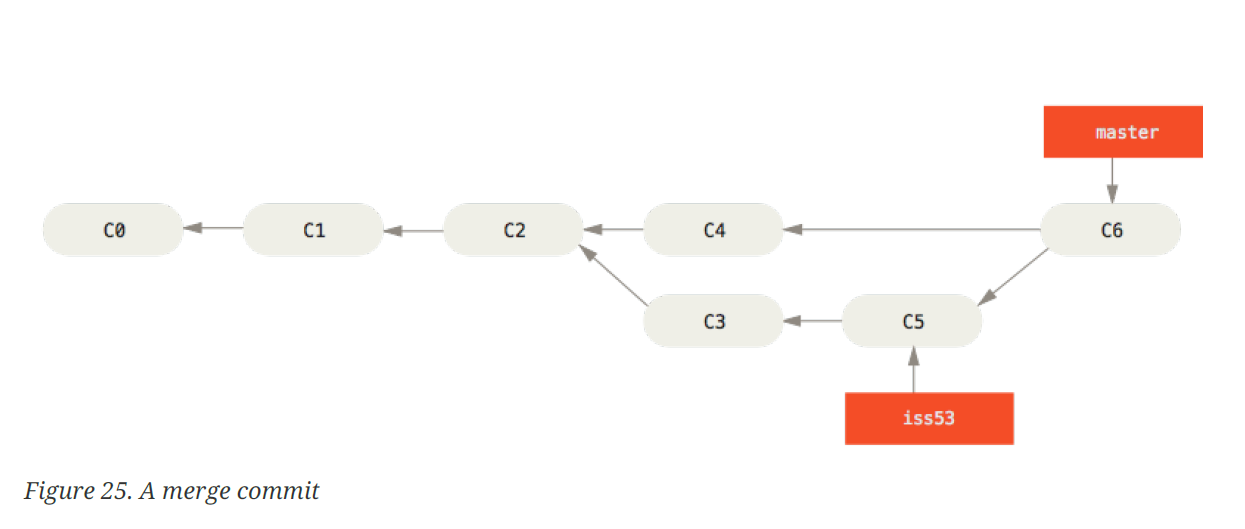 master
C0
C1
C2
C4
C6
C3
C5
iss53
Figure 25. A merge commit